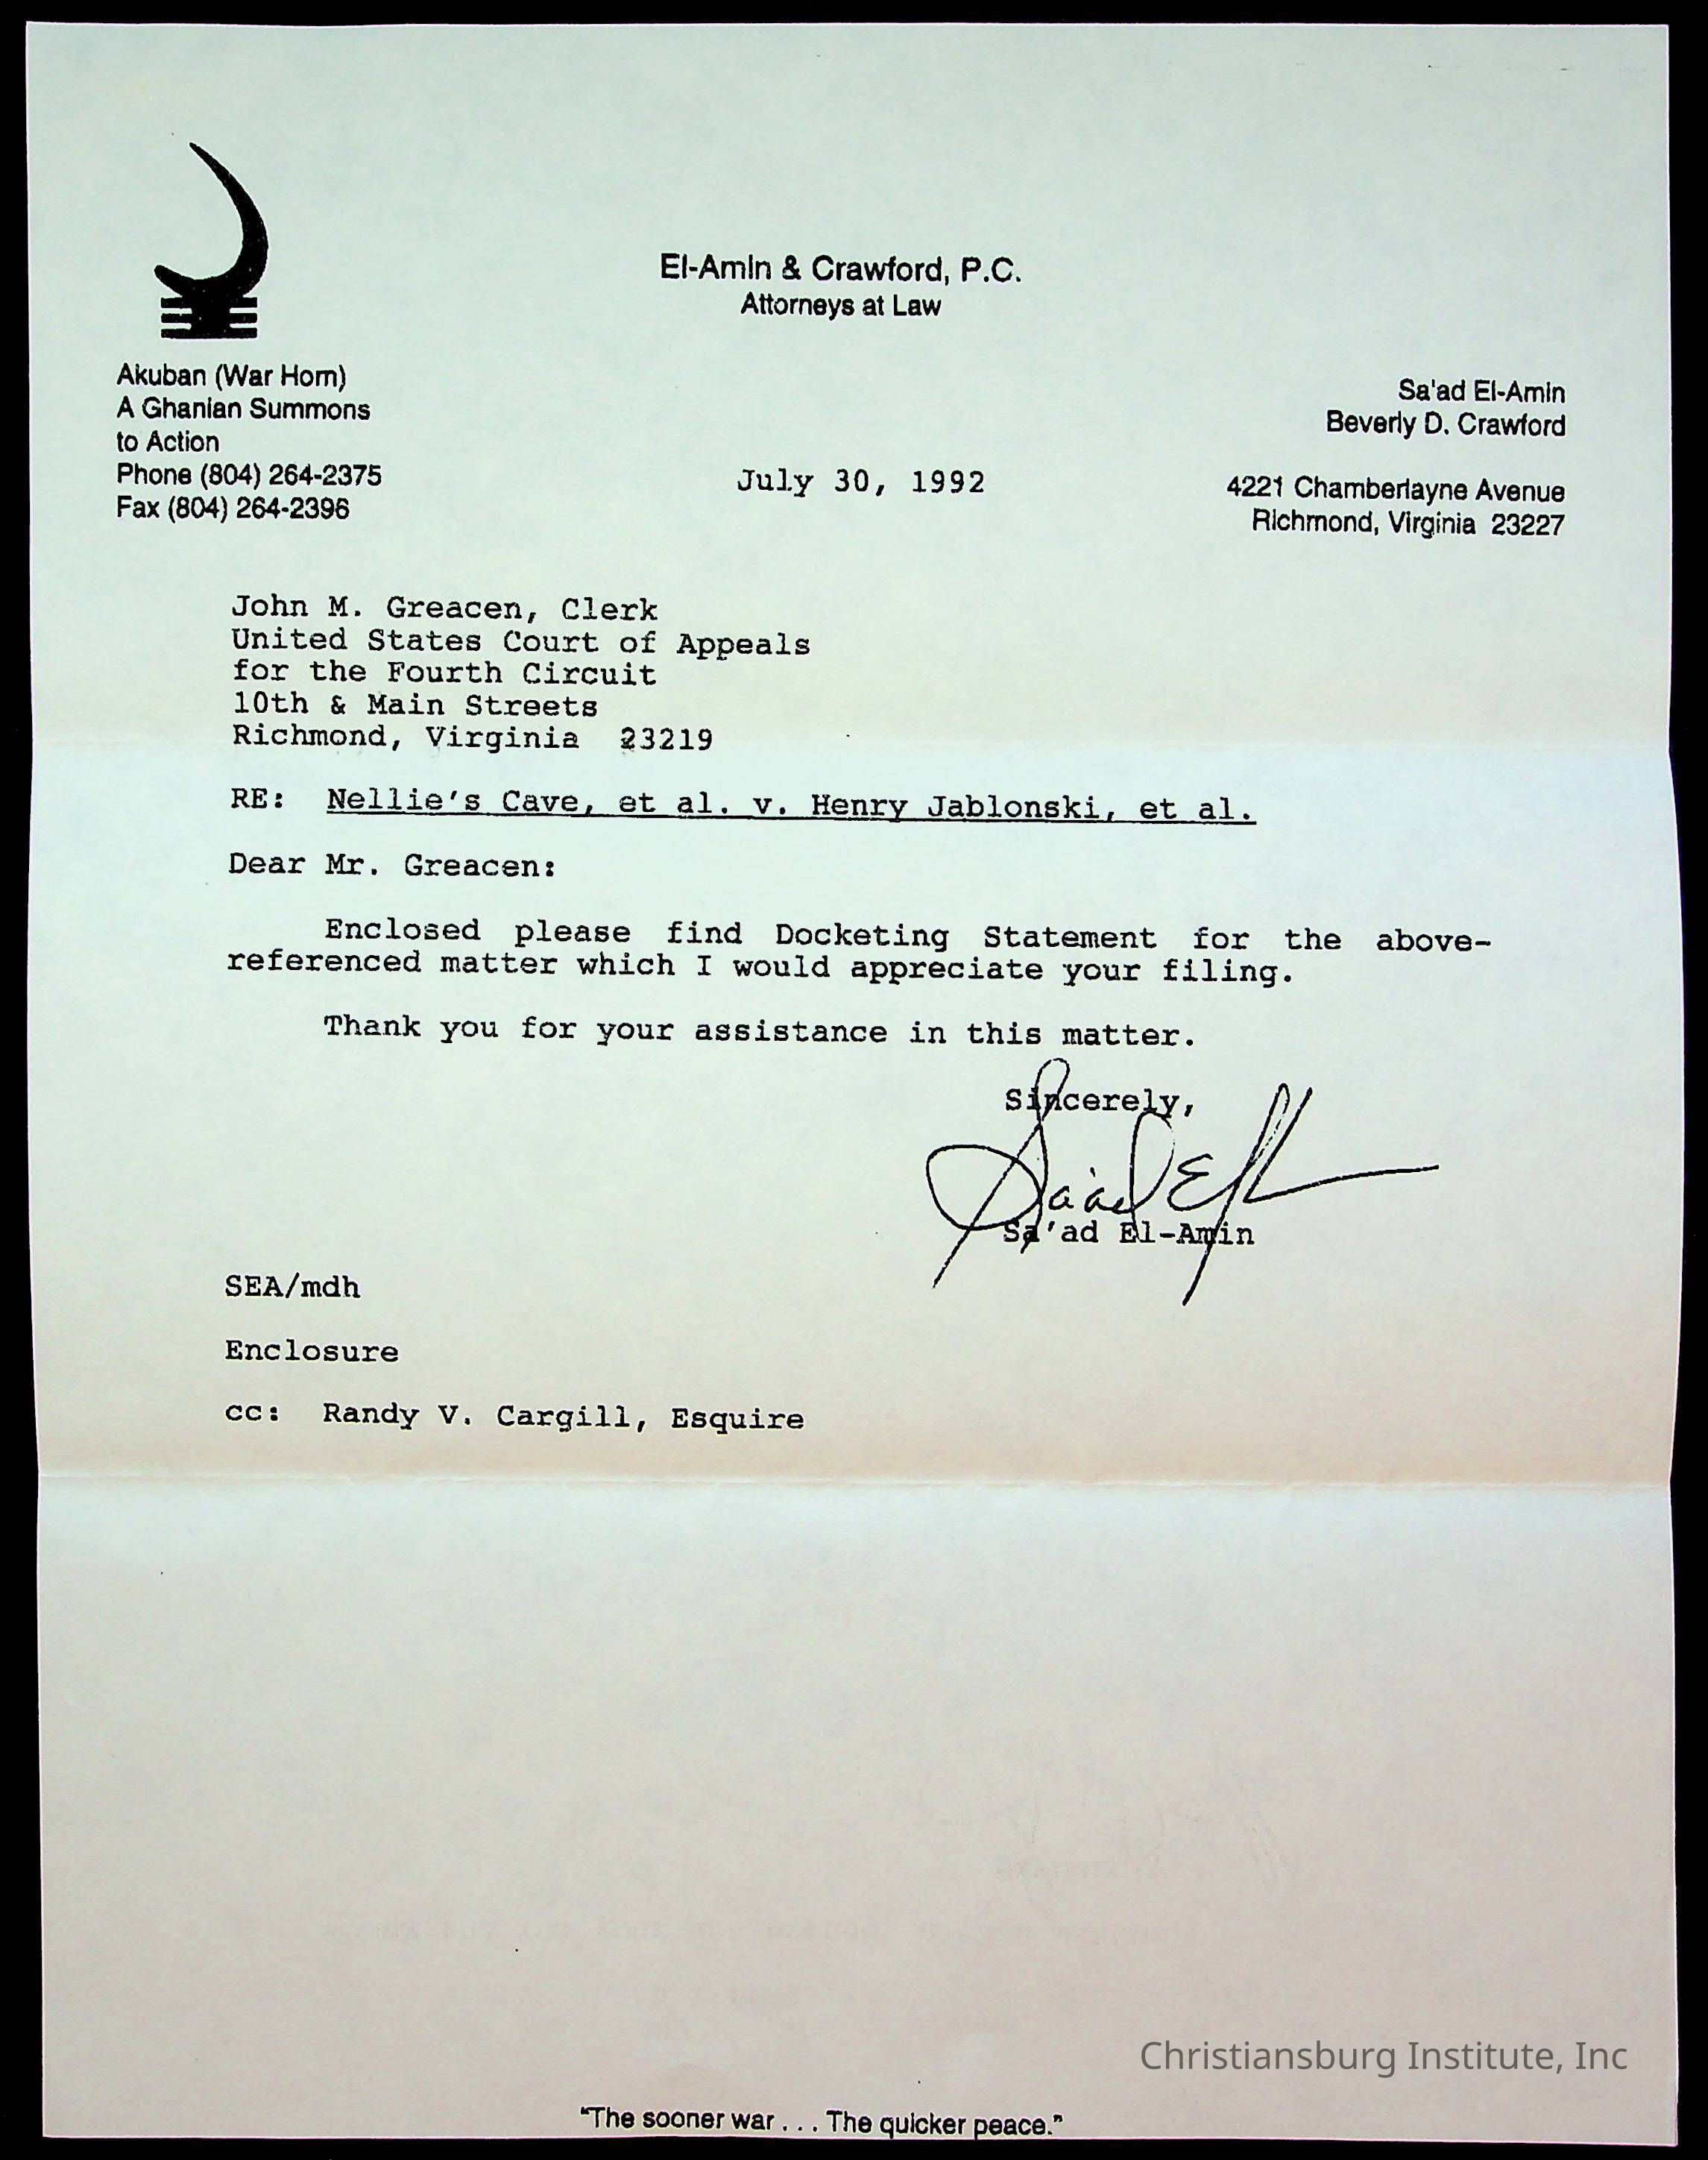 El-Amin & Crawford, P.C.
Attorneys at Law
Akuban (War Horn)
A Ghanian Summons
to Action
Phone (804) 264-2375
Fax (804) 264-2396
Sa'ad El-Amin
Beverly D. Crawford
4221 Chamberlayne Avenue
Richmond, Virginia 23227
July 30, 1992
John M. Greacen, Clerk
United States Court of Appeals
for the Fourth Circuit
10th & Main Streets
Richmond, Virginia 23219
RE: Nellie's Cave, et al. v. Henry Jablonski, et al.
Dear Mr. Greacen:
Enclosed please find Docketing Statement for the above-
referenced matter which I would appreciate your filing.
Thank you for your assistance in this matter.
Sincerely,
Sa'ad El-Amin
SEA/mdh
Enclosure
cc: Randy V. Cargill, Esquire
Christiansburg Institute, Inc
"The sooner war . . . The quicker peace."